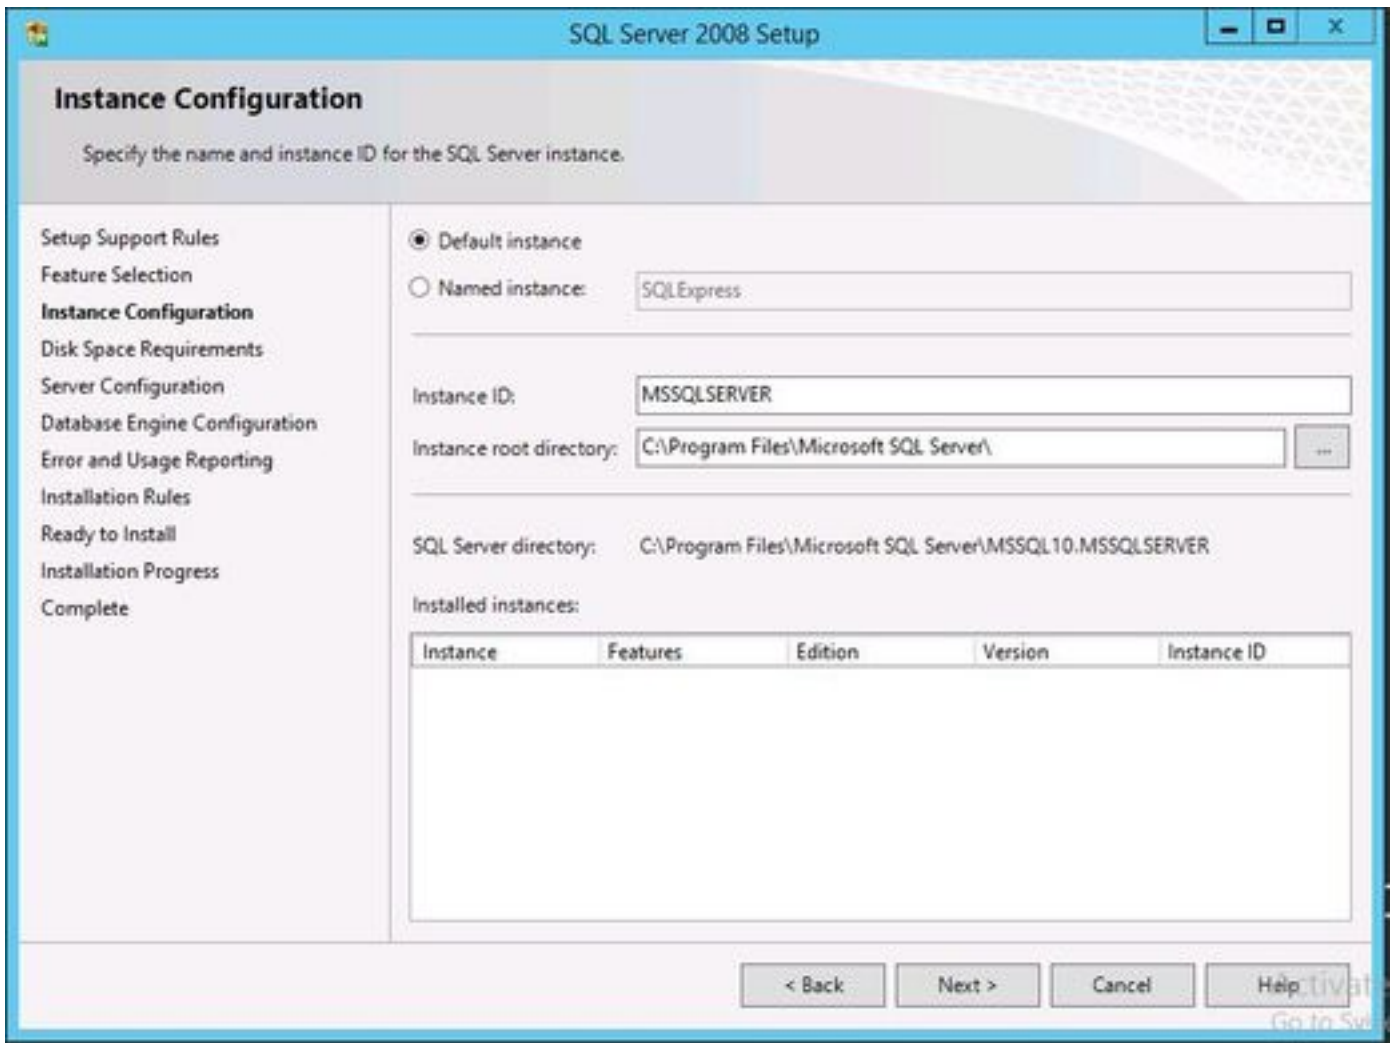 SQL Server 2008 Setup
Instance Configuration
Specify the name and instance ID for the SQL Server instance.
Setup Support Rules
Feature Selection
Instance Configuration
Disk Space Requirements
Server Configuration
Database Engine Configuration
Error and Usage Reporting
Installation Rules
Ready to Install
Installation Progress
Complete
Default instance
Named instance: SQLExpress
Instance ID: MSSQLSERVER
Instance root directory: C:\Program Files\Microsoft SQL Server\ ...
SQL Server directory: C:\Program Files\Microsoft SQL Server\MSSQL10.MSSQLSERVER
Installed instances:
Instance Features Edition Version Instance ID
< Back Next > Cancel Help
Go to